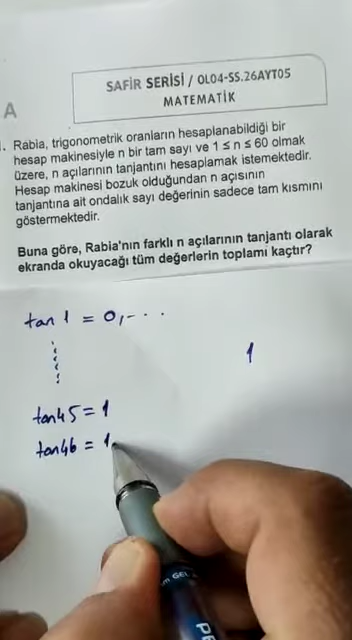 SAFİR SERİSİ / OL04-SS.26AYT05
MATEMATİK
A
. Rabia, trigonometrik oranların hesaplanabildiği bir
hesap makinesiyle n bir tam sayı ve 1 ≤ n ≤ 60 olmak
üzere, n açılarının tanjantını hesaplamak istemektedir.
Hesap makinesi bozuk olduğundan n açısının
tanjantına ait ondalık sayı değerinin sadece tam kısmını
göstermektedir.
Buna göre, Rabia'nın farklı n açılarının tanjantı olarak
ekranda okuyacağı tüm değerlerin toplamı kaçtır?
tan 1 = 0,-..
1
tan45 = 1
tan46 = 1,
GEL
PE